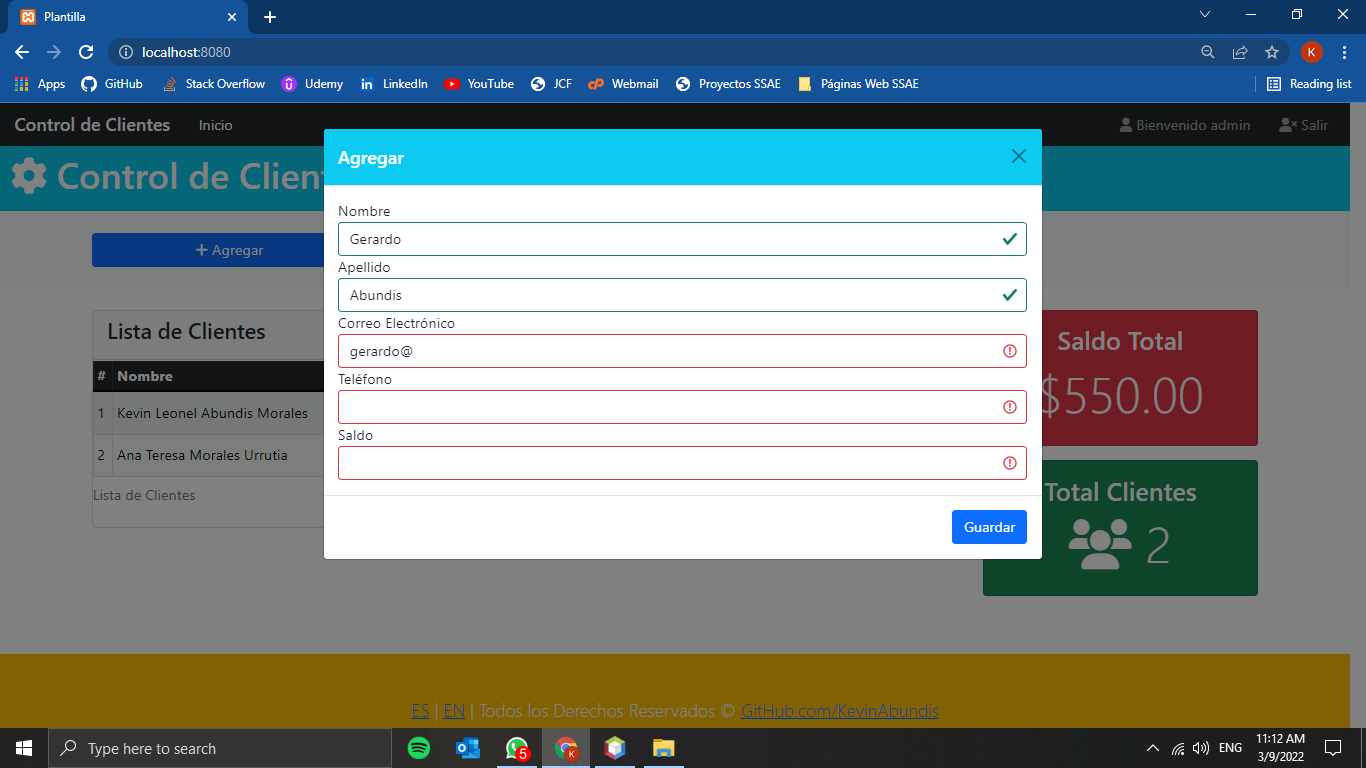 Plantilla
localhost:8080
K
Apps GitHub Stack Overflow Udemy LinkedIn YouTube JCF Webmail Proyectos SSAE Páginas Web SSAE Reading list
Control de Clientes Inicio Bienvenido admin Salir
Control de Clien
Agregar
Agregar
Nombre
Gerardo
Apellido
Abundis
Correo Electrónico
gerardo@
Teléfono
Saldo
Guardar
Lista de Clientes
# Nombre
1 Kevin Leonel Abundis Morales
2 Ana Teresa Morales Urrutia
Lista de Clientes
Saldo Total
$550.00
Total Clientes
2
ES | EN | Todos los Derechos Reservados © GitHub.com/KevinAbundis
Type here to search
5
K
ENG
11:12 AM
3/9/2022